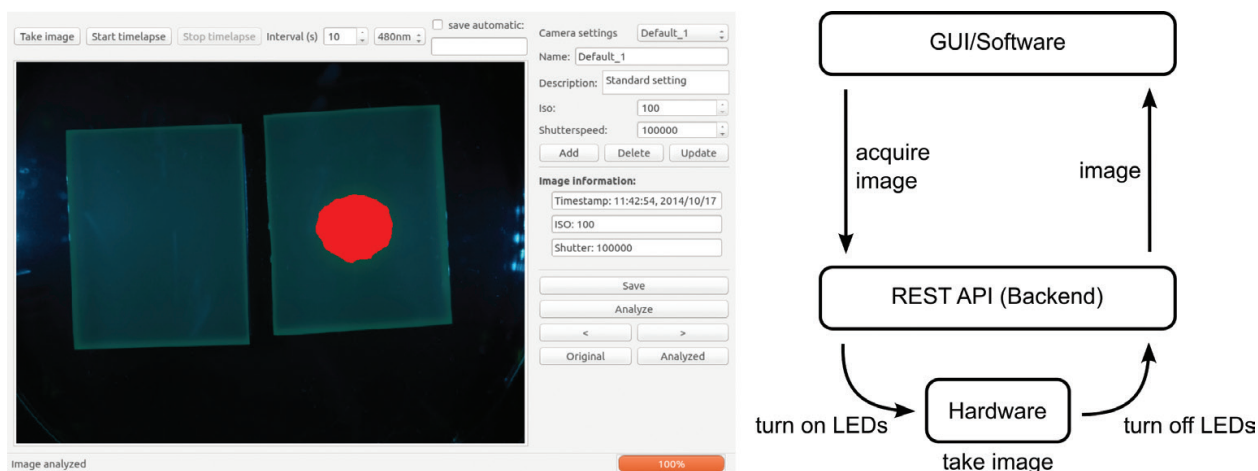 Take image Start timelapse Stop timelapse Interval (s) 10 480nm save automatic:
Camera settings Default_1
Name: Default_1
Description: Standard setting
Iso: 100
Shutterspeed: 100000
Add Delete Update
Image information:
Timestamp: 11:42:54, 2014/10/17
ISO: 100
Shutter: 100000
Save
Analyze
< >
Original Analyzed
Image analyzed 100%
GUI/Software
acquire
image
image
REST API (Backend)
turn on LEDs
Hardware
turn off LEDs
take image